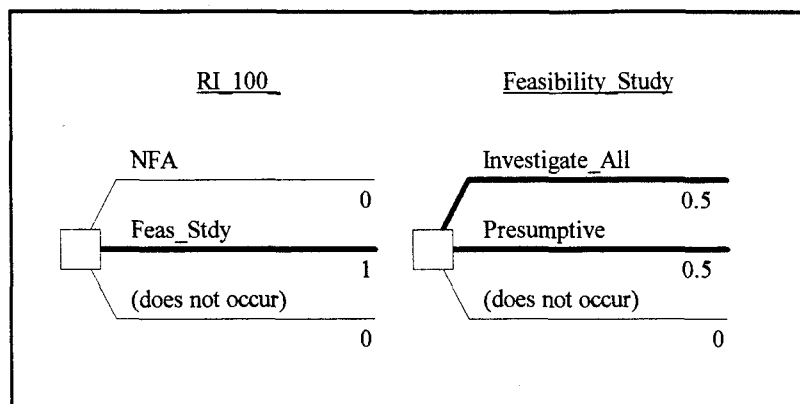 RI_100_ Feasibility_Study
NFA Investigate_All
0 0.5
Feas_Stdy Presumptive
1 0.5
(does not occur) (does not occur)
0 0